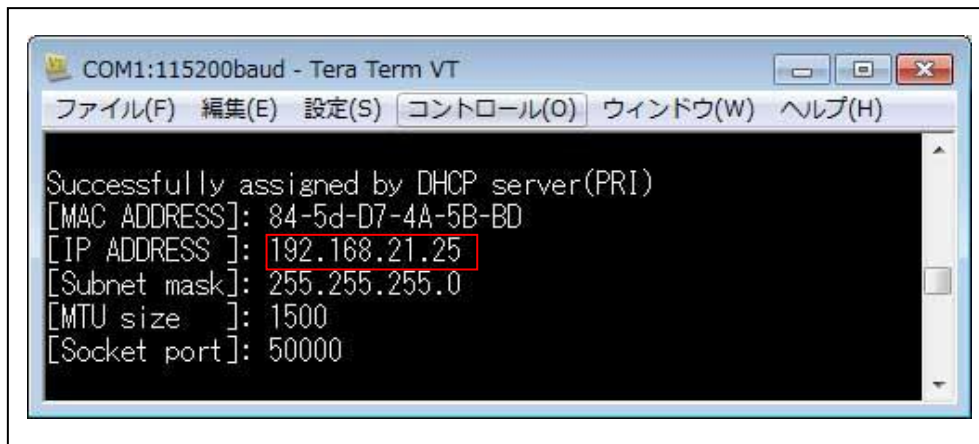 COM1:115200baud - Tera Term VT
ファイル(F) 編集(E) 設定(S) コントロール(O) ウィンドウ(W) ヘルプ(H)
Successfully assigned by DHCP server(PRI)
[MAC ADDRESS]: 84-5d-D7-4A-5B-BD
[IP ADDRESS ]: 192.168.21.25
[Subnet mask]: 255.255.255.0
[MTU size   ]: 1500
[Socket port]: 50000